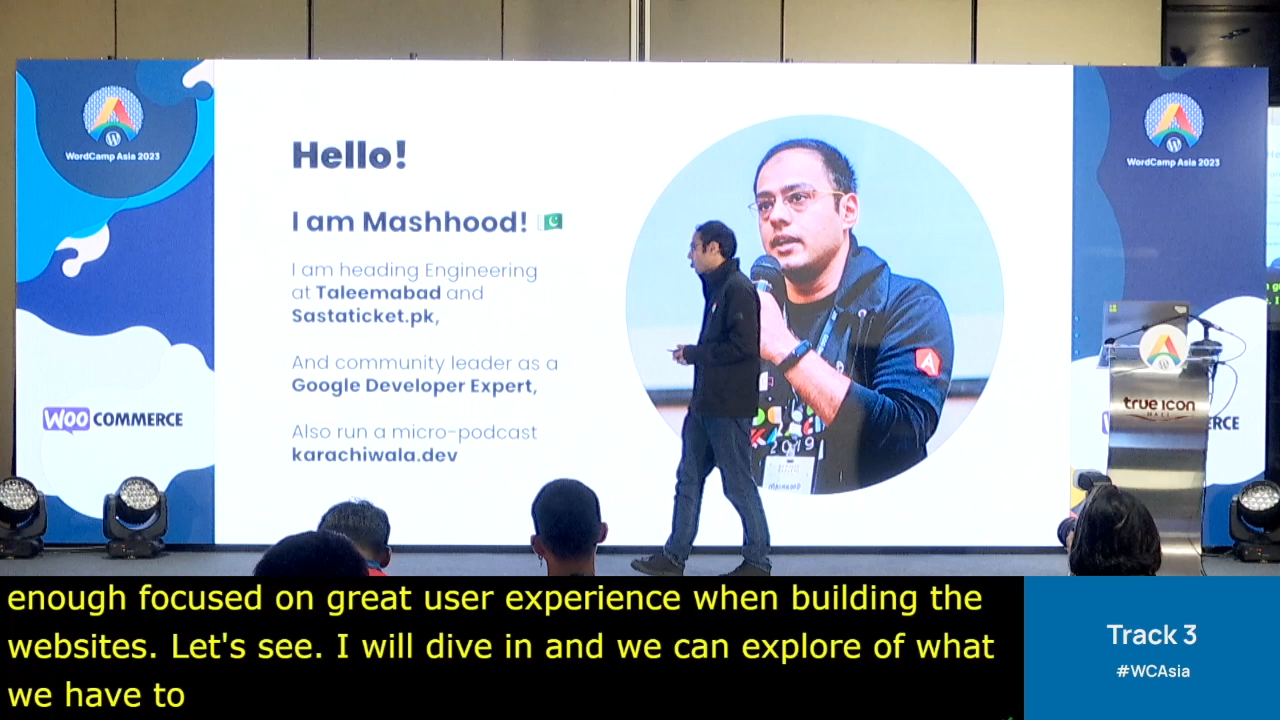 WordCamp Asia 2023
WOO COMMERCE
Hello!
I am Mashhood!
I am heading Engineering
at Taleemabad and
Sastaticket.pk,
And community leader as a
Google Developer Expert,
Also run a micro-podcast
karachiwala.dev
WordCamp Asia 2023
true icon
HALL
ERCE
enough focused on great user experience when building the
websites. Let's see. I will dive in and we can explore of what
we have to
Track 3
#WCAsia